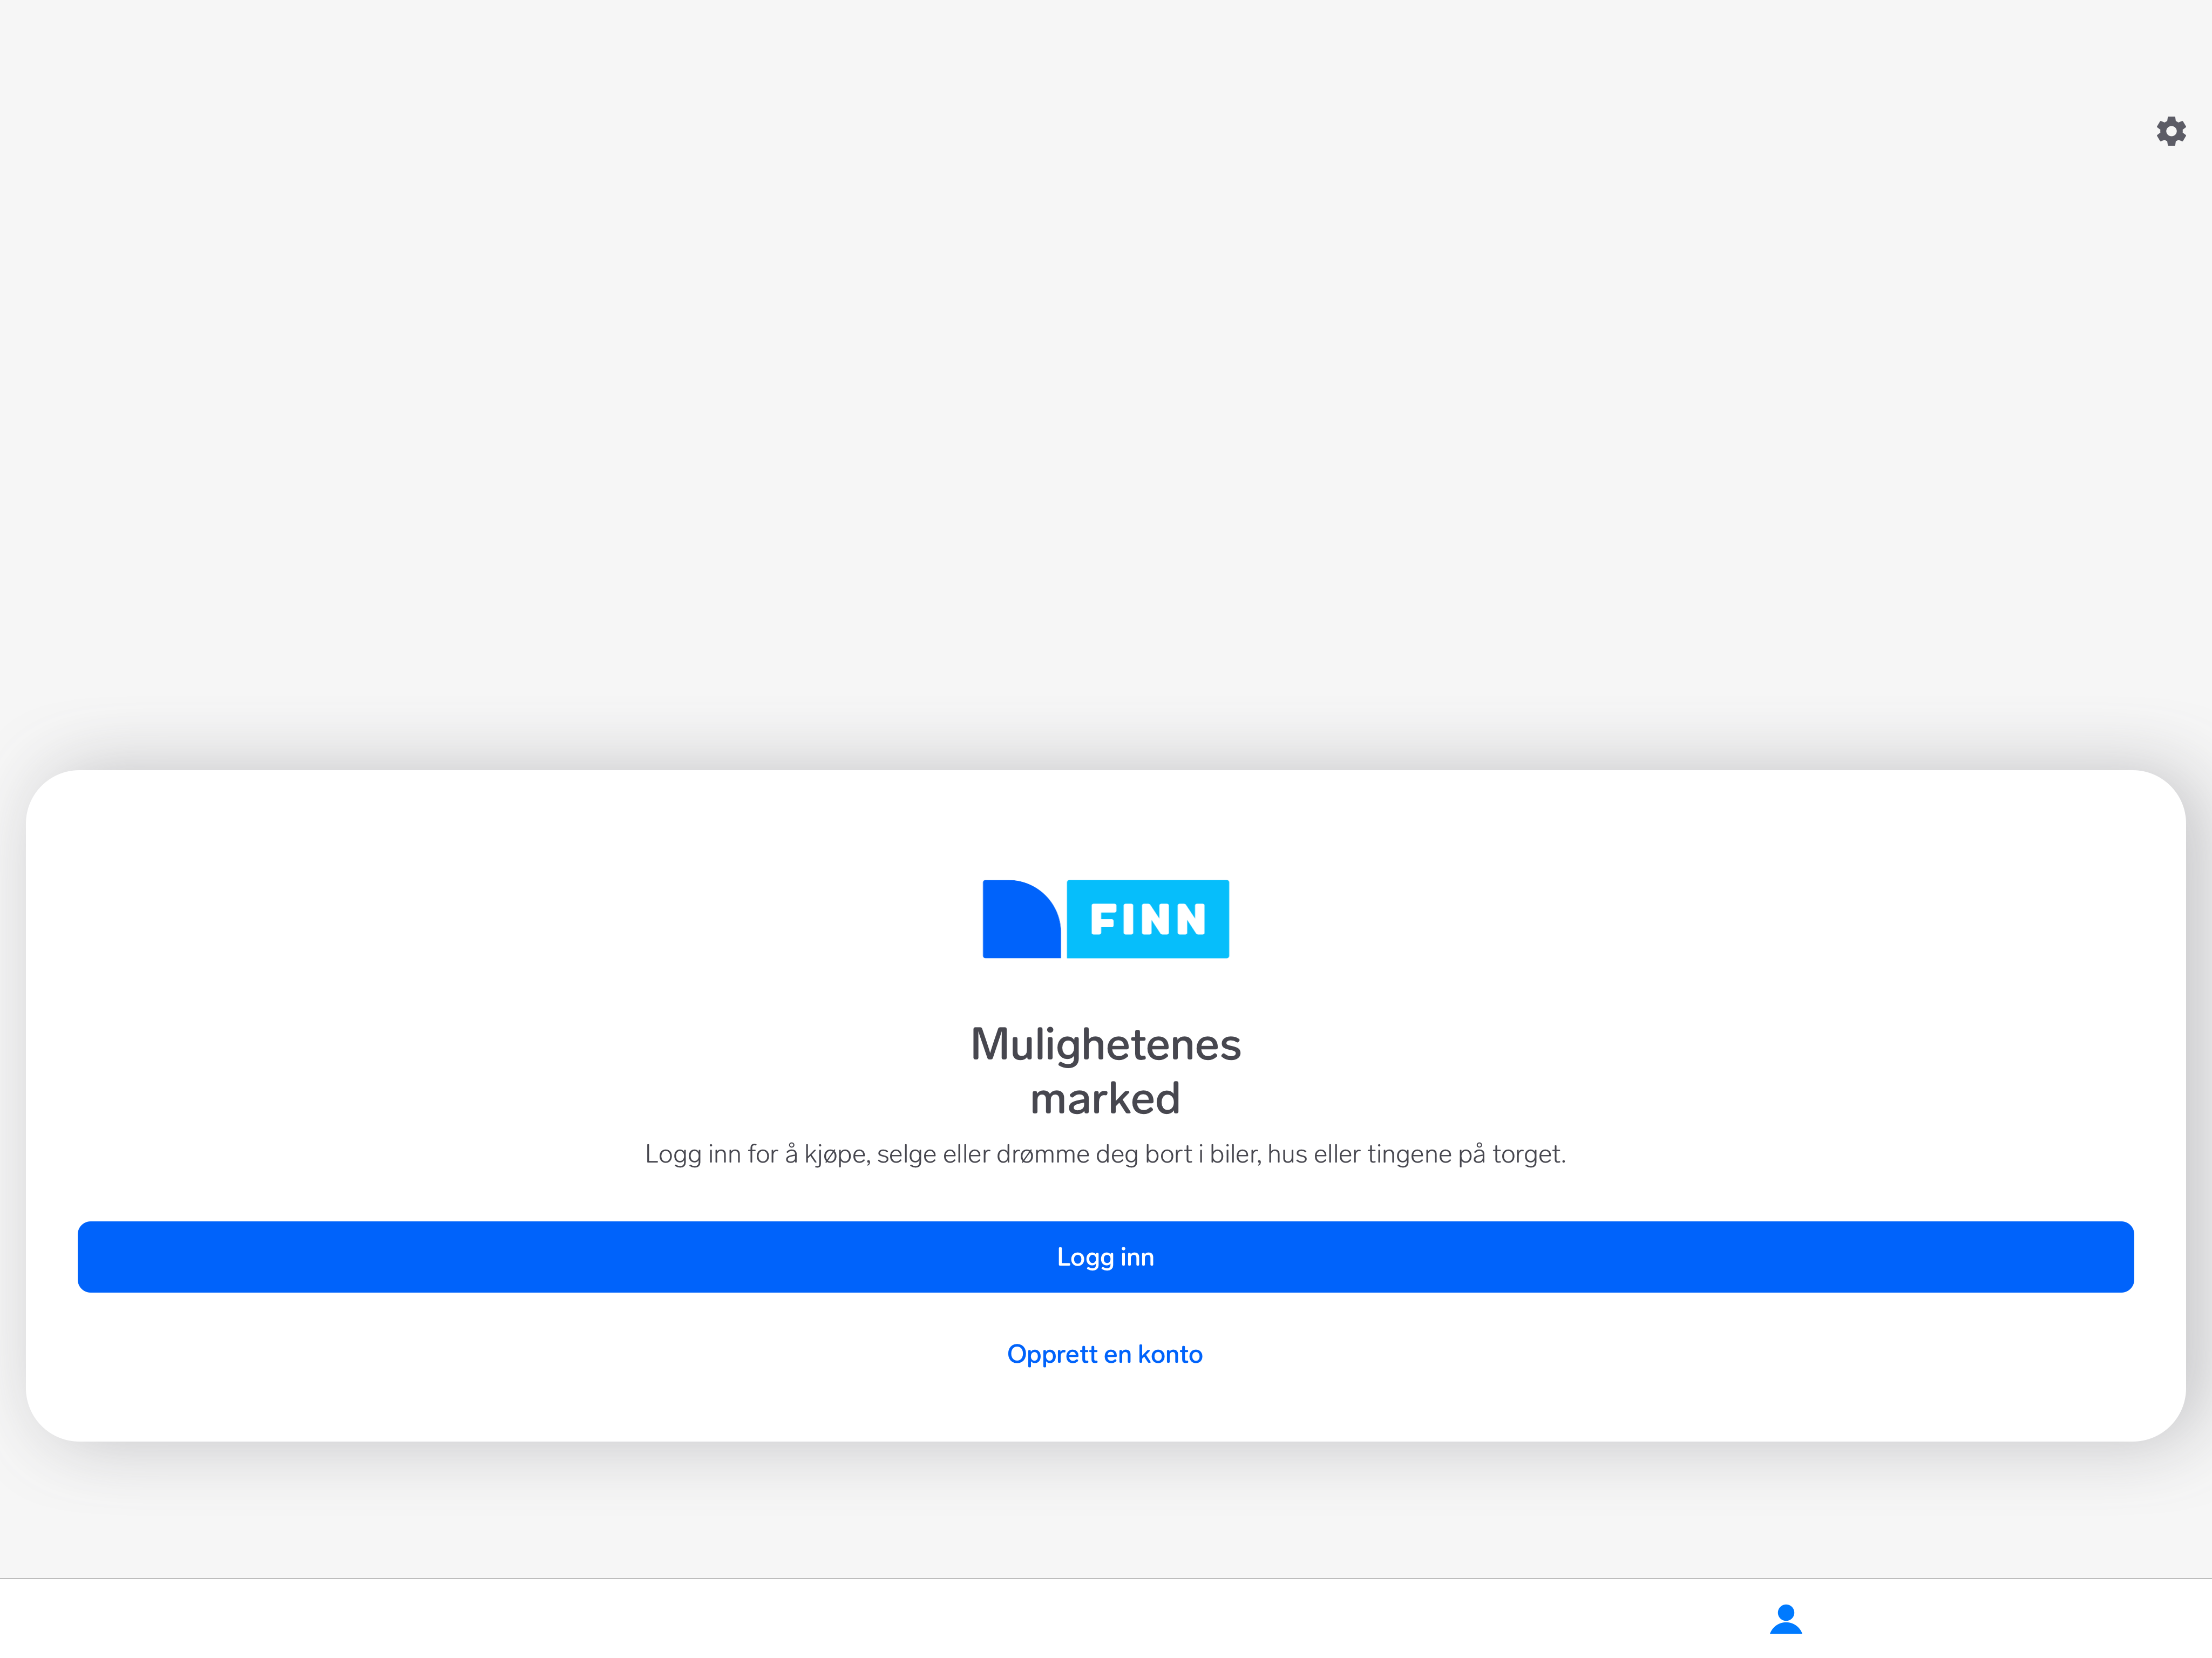 FINN
Mulighetenes
marked
Logg inn for å kjøpe, selge eller drømme deg bort i biler, hus eller tingene på torget.
Logg inn
Opprett en konto